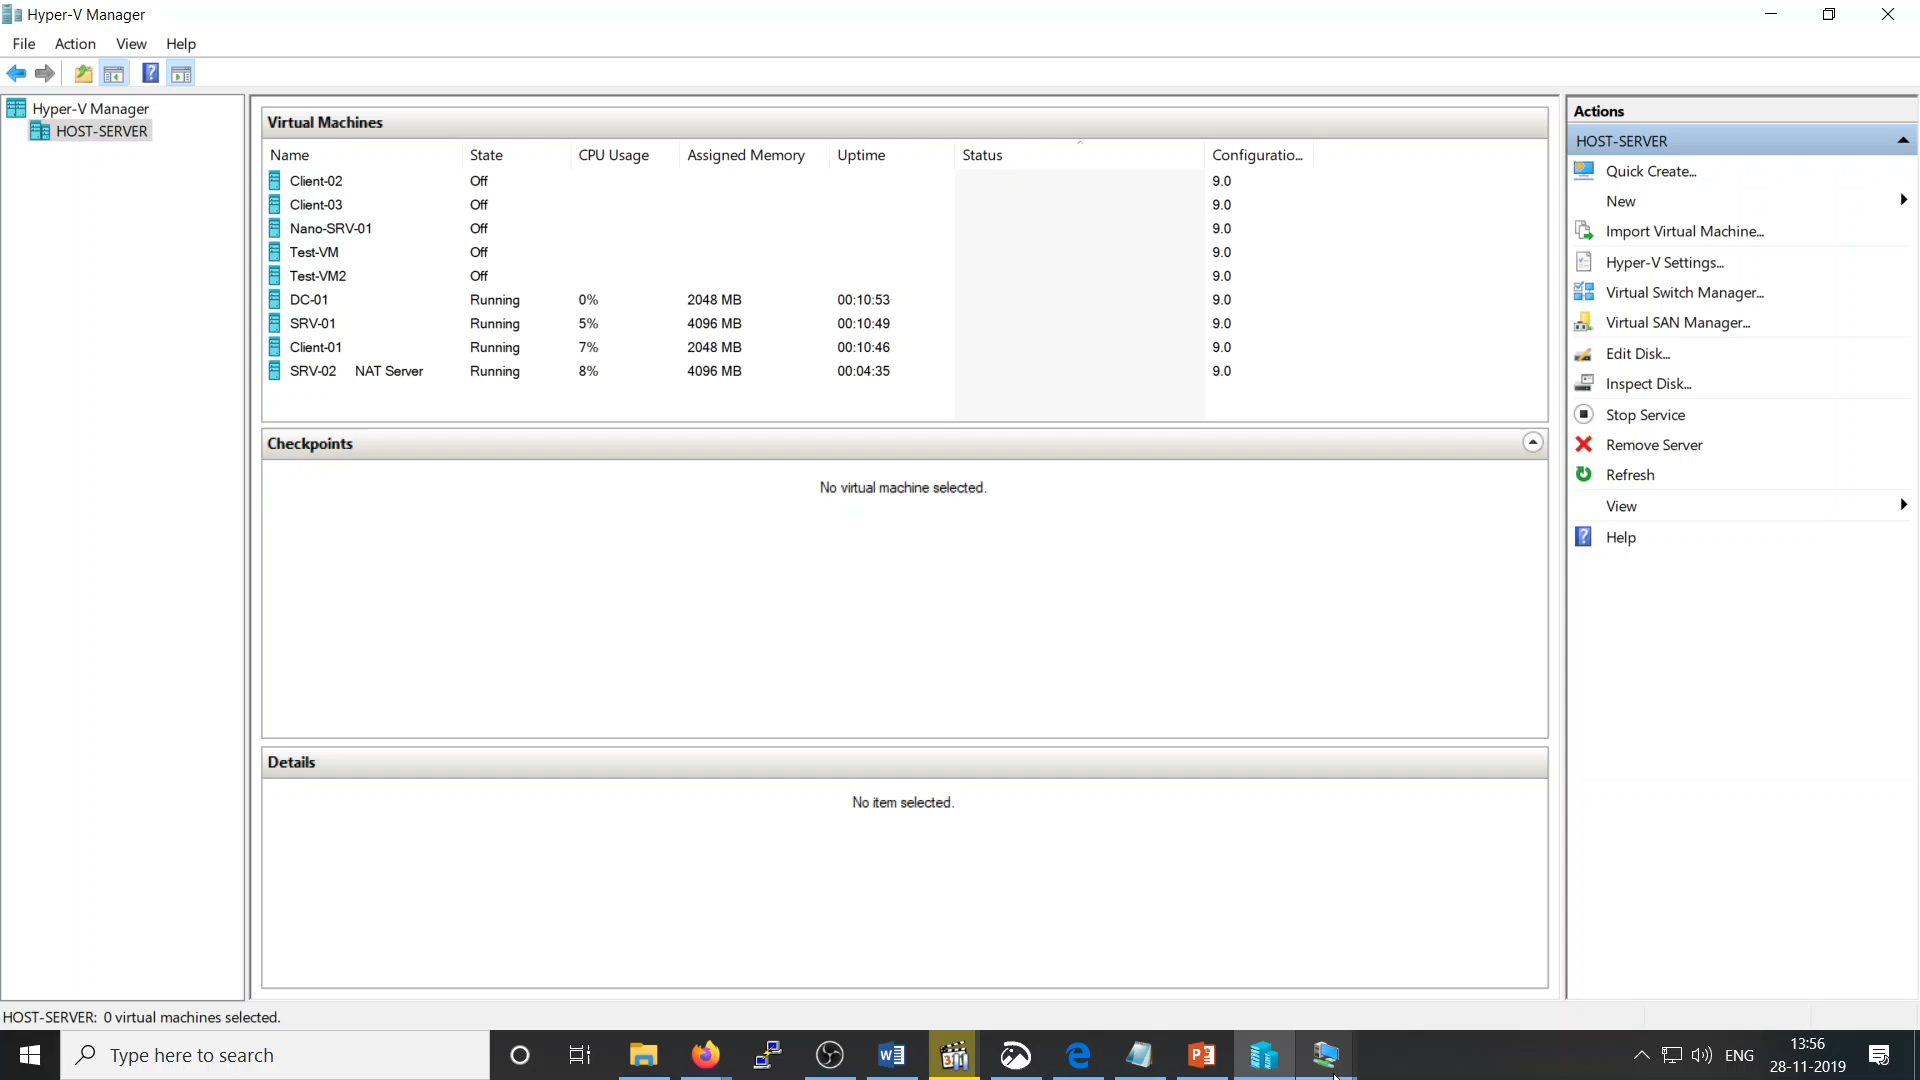 Hyper-V Manager
File Action View Help
Hyper-V Manager
HOST-SERVER
Virtual Machines
Name State CPU Usage Assigned Memory Uptime Status Configuratio...
Client-02 Off 9.0
Client-03 Off 9.0
Nano-SRV-01 Off 9.0
Test-VM Off 9.0
Test-VM2 Off 9.0
DC-01 Running 0% 2048 MB 00:10:53 9.0
SRV-01 Running 5% 4096 MB 00:10:49 9.0
Client-01 Running 7% 2048 MB 00:10:46 9.0
SRV-02 NAT Server Running 8% 4096 MB 00:04:35 9.0
Checkpoints
No virtual machine selected.
Details
No item selected.
Actions
HOST-SERVER
Quick Create...
New
Import Virtual Machine...
Hyper-V Settings...
Virtual Switch Manager...
Virtual SAN Manager...
Edit Disk...
Inspect Disk...
Stop Service
Remove Server
Refresh
View
Help
HOST-SERVER: 0 virtual machines selected.
Type here to search
ENG
13:56
28-11-2019